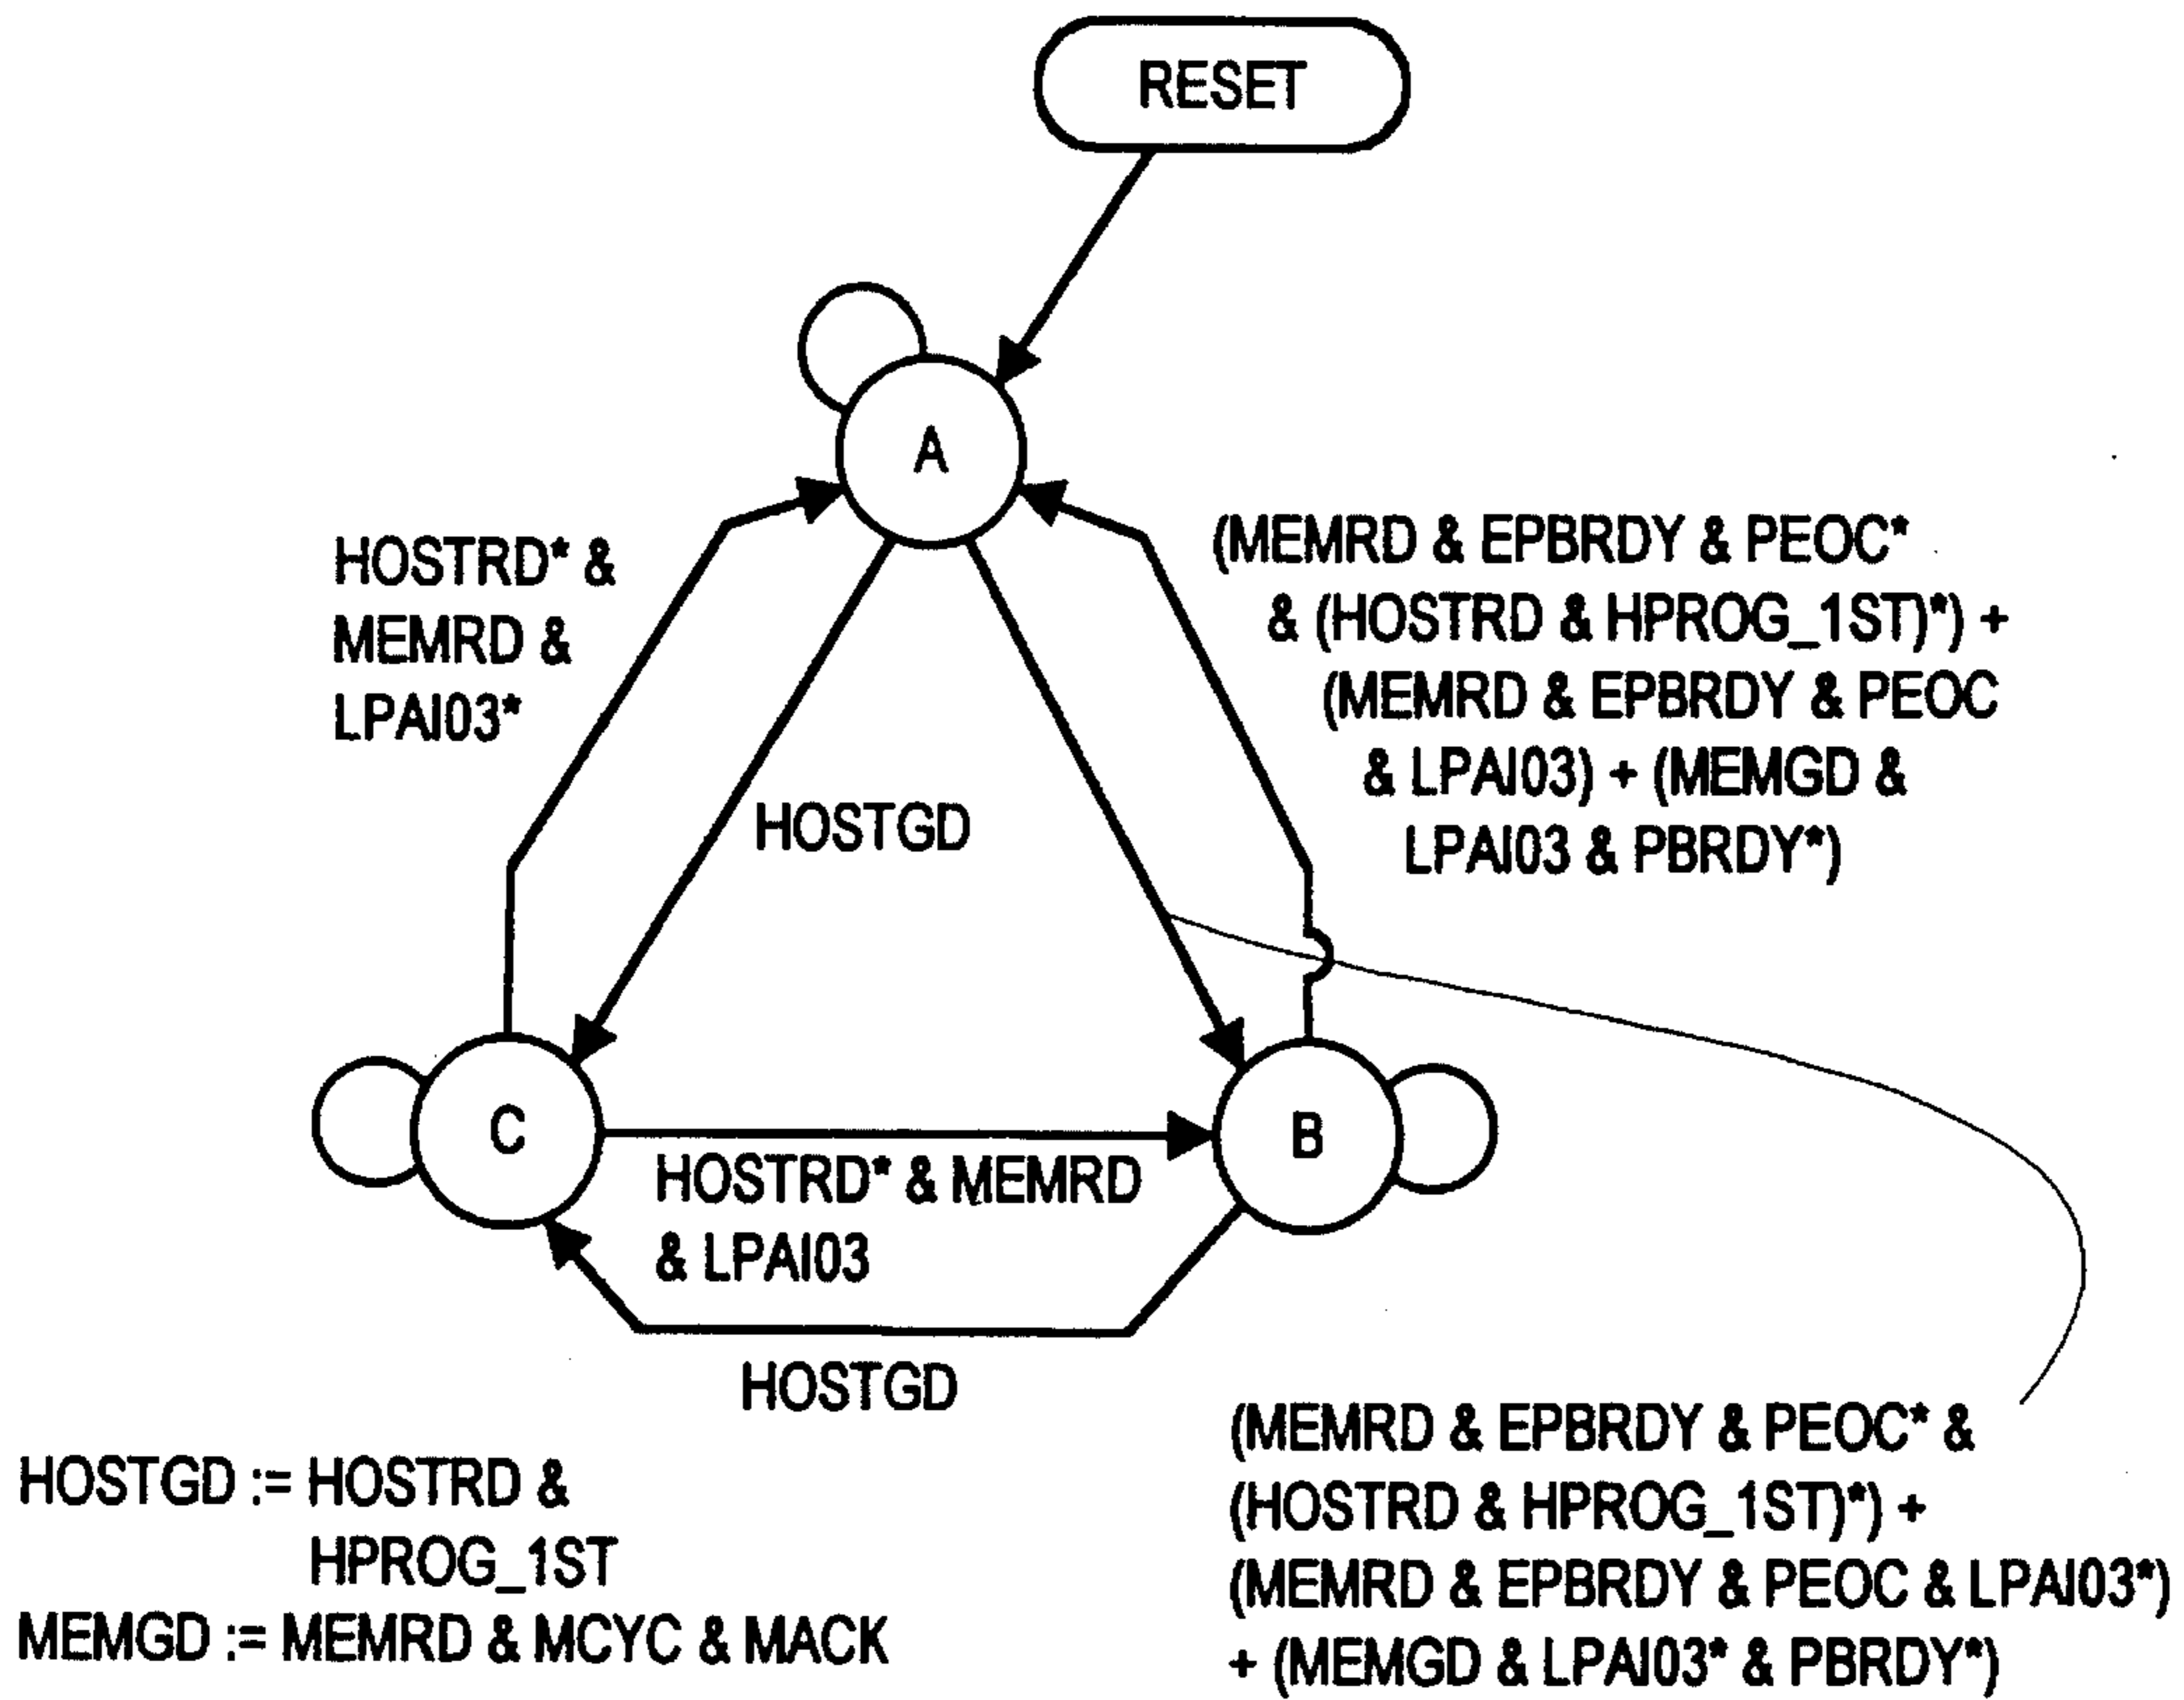 RESET
A
HOSTRD* &
MEMRD &
LPAI03*
(MEMRD & EPBRDY & PEOC*
& (HOSTRD & HPROG_1ST)*) +
(MEMRD & EPBRDY & PEOC
& LPAI03) + (MEMGD &
LPAI03 & PBRDY*)
HOSTGD
C
B
HOSTRD* & MEMRD
& LPAI03
HOSTGD
HOSTGD := HOSTRD &
HPROG_1ST
MEMGD := MEMRD & MCYC & MACK
(MEMRD & EPBRDY & PEOC* &
(HOSTRD & HPROG_1ST)*) +
(MEMRD & EPBRDY & PEOC & LPAI03*)
+ (MEMGD & LPAI03* & PBRDY*)